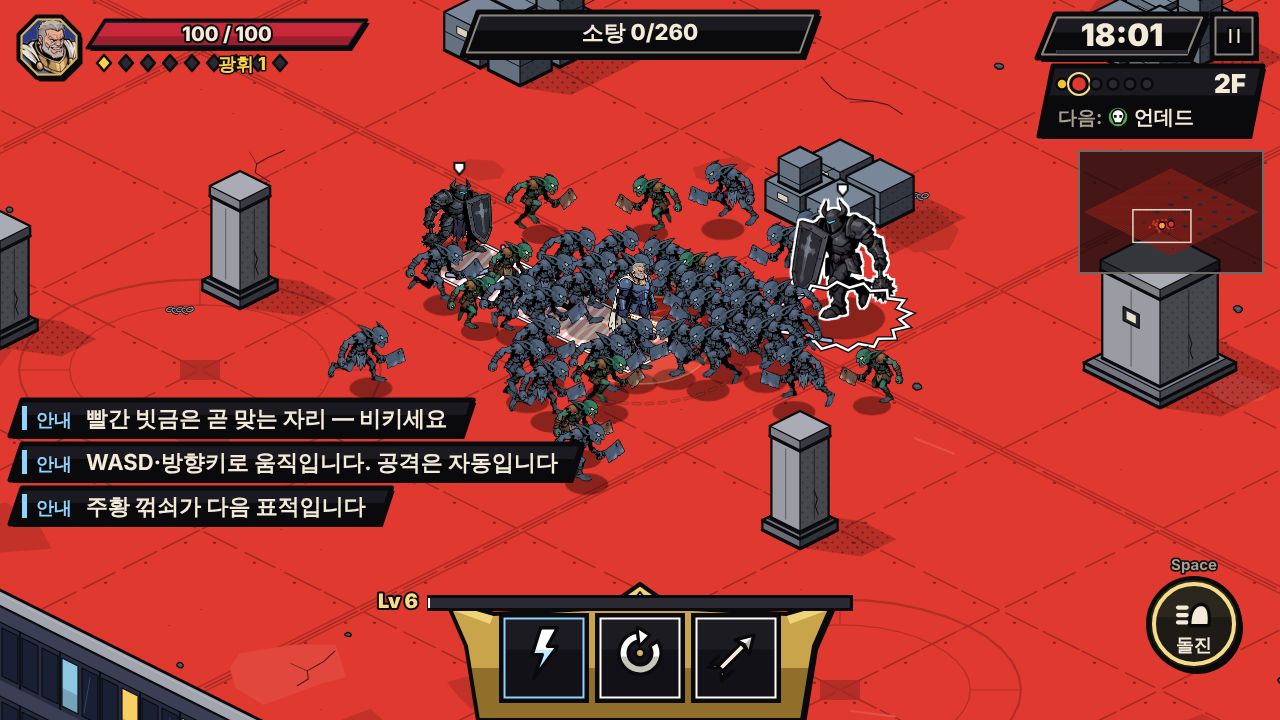 100 / 100
광휘 1
소탕 0/260
18:01
2F
다음: 언데드
안내 빨간 빗금은 곧 맞는 자리 — 비키세요
안내 WASD·방향키로 움직입니다. 공격은 자동입니다
안내 주황 꺾쇠가 다음 표적입니다
Lv 6
Space
돌진